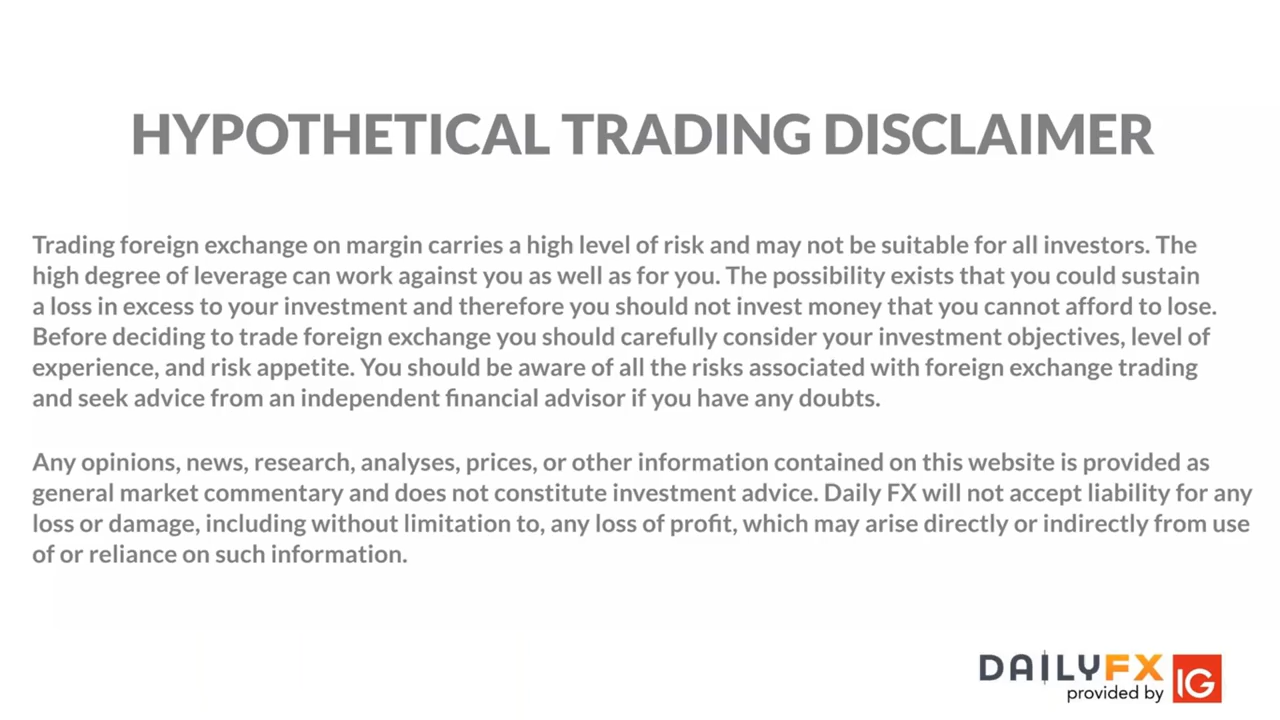 HYPOTHETICAL TRADING DISCLAIMER
Trading foreign exchange on margin carries a high level of risk and may not be suitable for all investors. The
high degree of leverage can work against you as well as for you. The possibility exists that you could sustain
a loss in excess to your investment and therefore you should not invest money that you cannot afford to lose.
Before deciding to trade foreign exchange you should carefully consider your investment objectives, level of
experience, and risk appetite. You should be aware of all the risks associated with foreign exchange trading
and seek advice from an independent financial advisor if you have any doubts.
Any opinions, news, research, analyses, prices, or other information contained on this website is provided as
general market commentary and does not constitute investment advice. Daily FX will not accept liability for any
loss or damage, including without limitation to, any loss of profit, which may arise directly or indirectly from use
of or reliance on such information.
DAILYFX
provided by IG